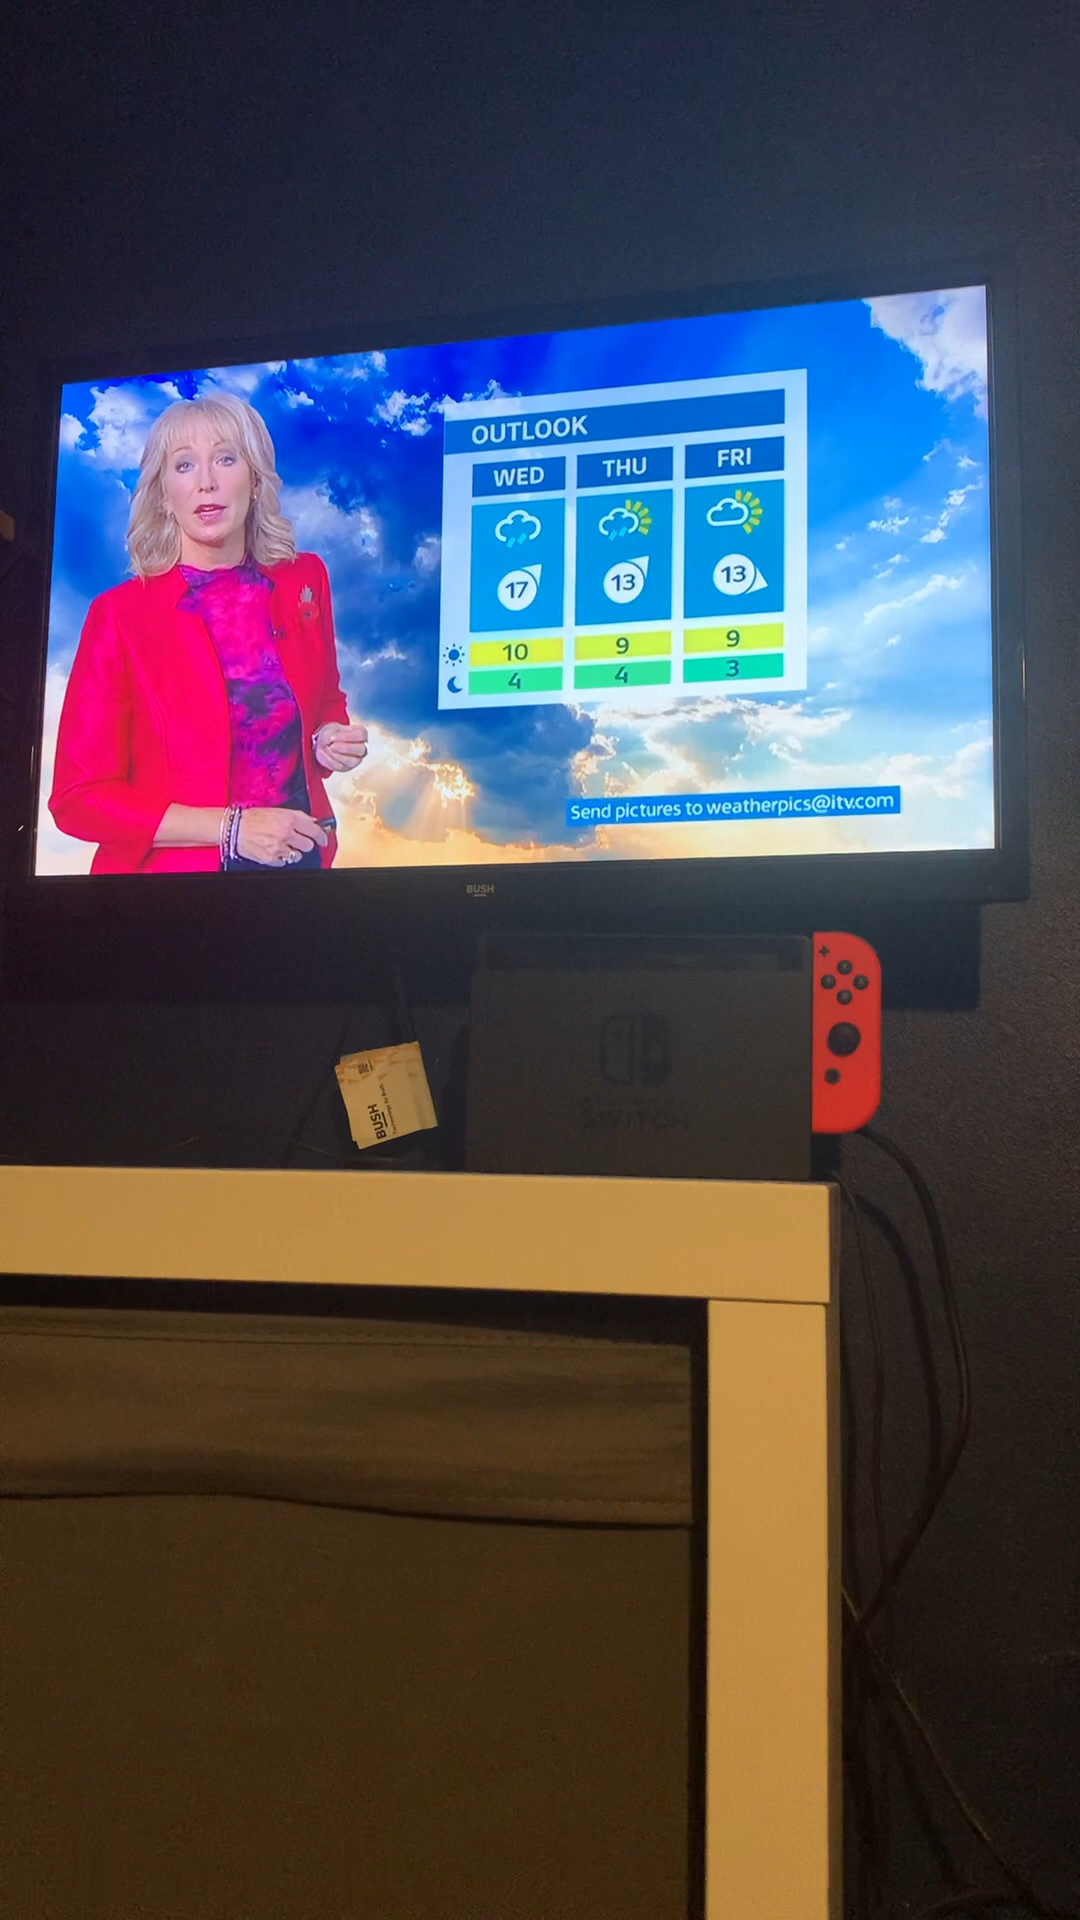 OUTLOOK
WED THU FRI
17 13 13
10 9 9
4 4 3
Send pictures to weatherpics@itv.com
BUSH
BUSH